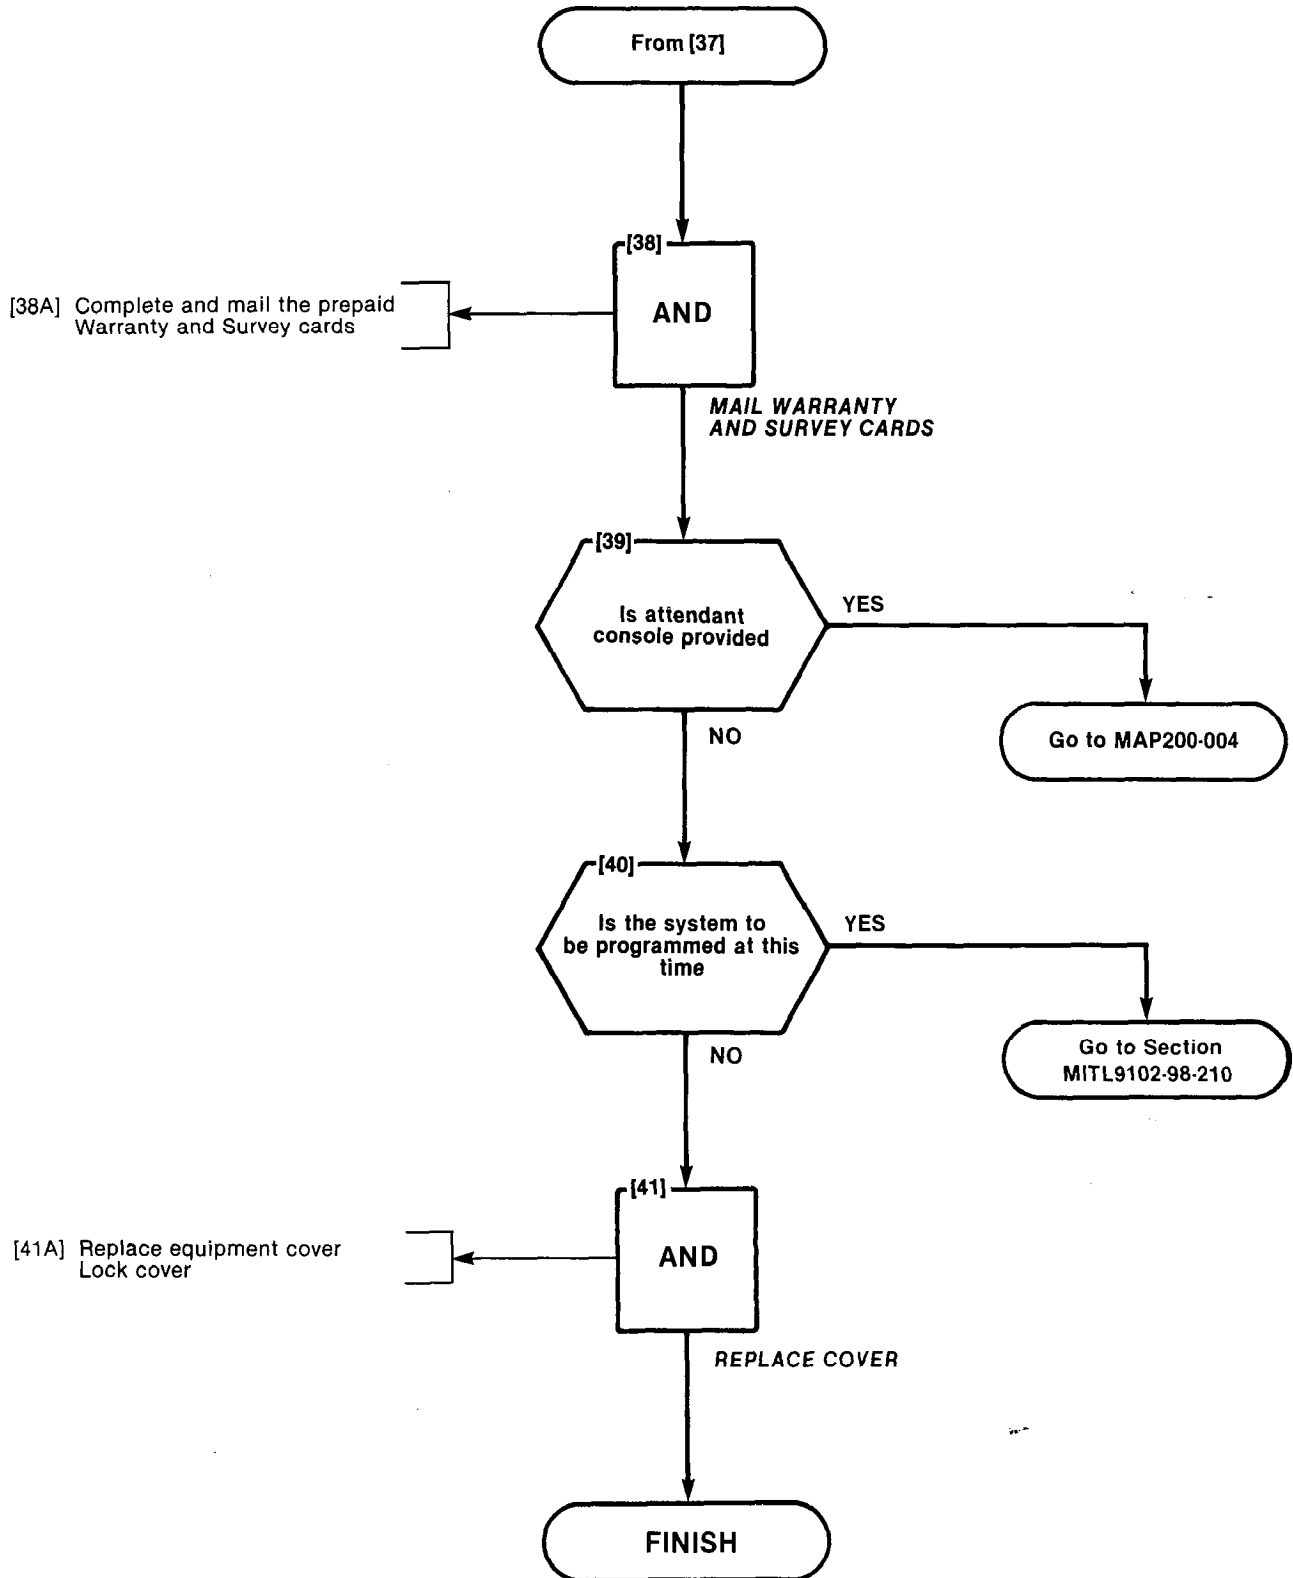 From [37]
[38]
AND
[38A] Complete and mail the prepaid
Warranty and Survey cards
MAIL WARRANTY
AND SURVEY CARDS
[39]
Is attendant
console provided
YES
Go to MAP200-004
NO
[40]
Is the system to
be programmed at this
time
YES
Go to Section
MITL9102-98-210
NO
[41]
AND
[41A] Replace equipment cover
Lock cover
REPLACE COVER
FINISH